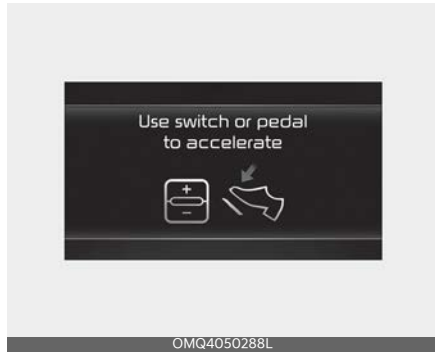 Use switch or pedal
to accelerate
+
−
OMQ4050288L